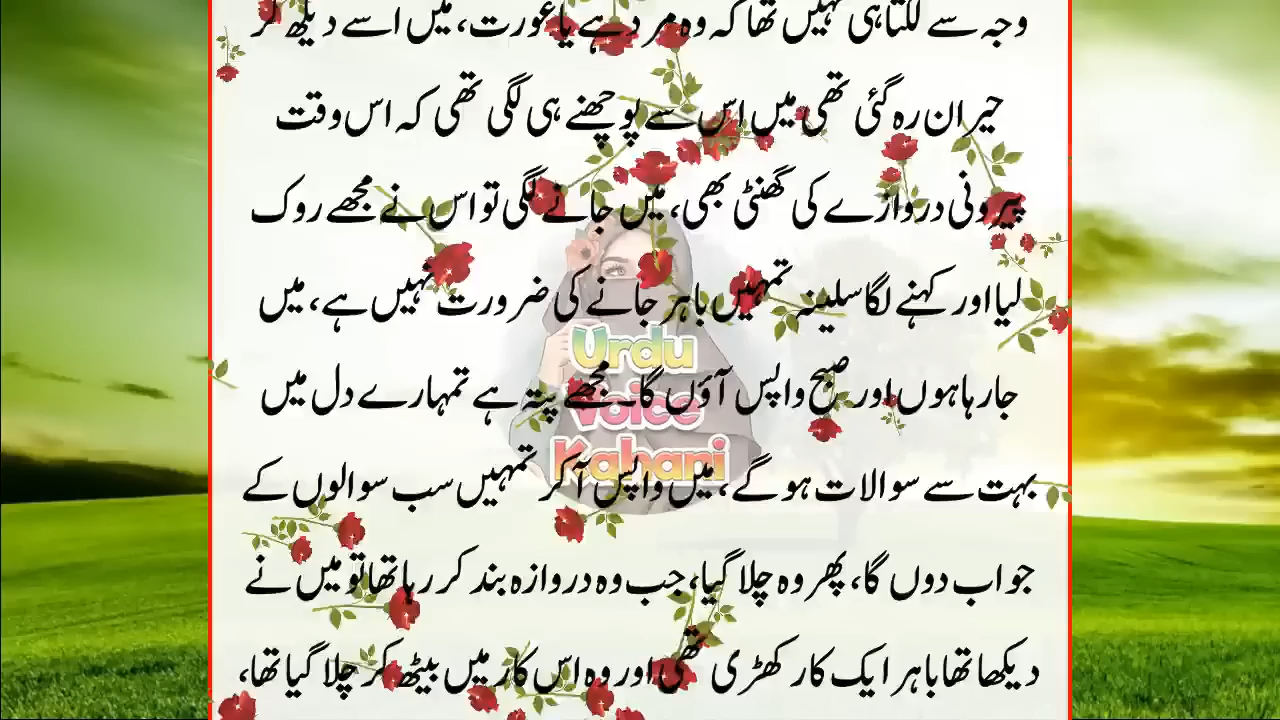 وجہ سے لگتا ہی نہیں تھا کہ وہ مرد ہے یا عورت، میں اسے دیکھ کر
حیران رہ گئی تھی میں اس سے پوچھنے ہی لگی تھی کہ اس وقت
بیرونی دروازے کی گھنٹی بھی، میں جانے لگی تو اس نے مجھے روک
لیا اور کہنے لگا سلینہ تمہیں باہر جانے کی ضرورت نہیں ہے، میں
جارہا ہوں اور صبح واپس آؤں گا۔ مجھے پتہ ہے تمہارے دل میں
بہت سے سوالات ہو گے، میں واپس آکر تمہیں سب سوالوں کے
جواب دوں گا، پھر وہ چلا گیا، جب وہ دروازہ بند کر رہا تھا تو میں نے
دیکھا تھا باہر ایک کار کھڑی تھی اور وہ اس کار میں بیٹھ کر چلا گیا تھا،
Urdu
Voice
Kahani